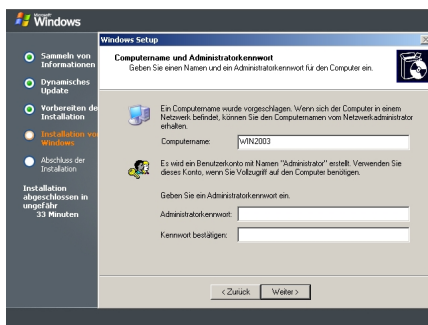 Microsoft
Windows
Sammeln von
Informationen
Dynamisches
Update
Vorbereiten de
Installation
Installation vo
Windows
Abschluss der
Installation
Installation
abgeschlossen in
ungefähr
33 Minuten
Windows Setup
Computername und Administratorkennwort
Geben Sie einen Namen und ein Administratorkennwort für den Computer ein.
Ein Computername wurde vorgeschlagen. Wenn sich der Computer in einem
Netzwerk befindet, können Sie den Computernamen vom Netzwerkadministrator
erhalten.
Computername: WIN2003
Es wird ein Benutzerkonto mit Namen "Administrator" erstellt. Verwenden Sie
dieses Konto, wenn Sie Vollzugriff auf den Computer benötigen.
Geben Sie ein Administratorkennwort ein.
Administratorkennwort:
Kennwort bestätigen:
< Zurück Weiter >